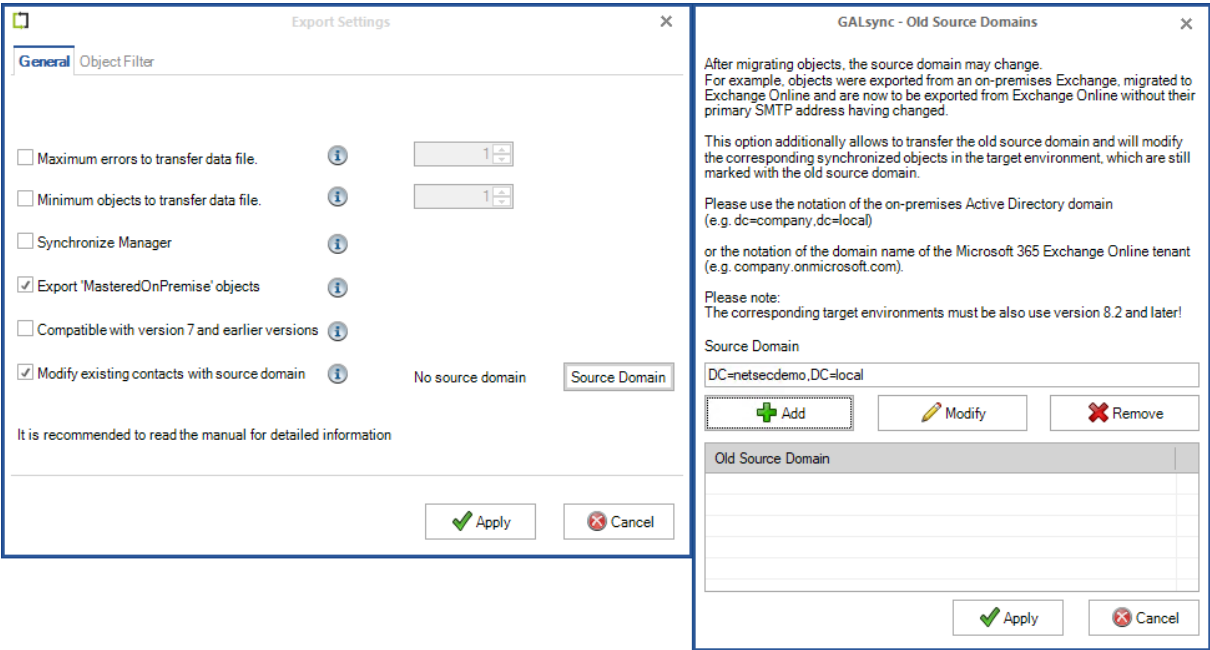 Export Settings
General Object Filter
Maximum errors to transfer data file. 1
Minimum objects to transfer data file. 1
Synchronize Manager
Export 'MasteredOnPremise' objects
Compatible with version 7 and earlier versions
Modify existing contacts with source domain No source domain Source Domain
It is recommended to read the manual for detailed information
Apply Cancel
GALsync - Old Source Domains
After migrating objects, the source domain may change.
For example, objects were exported from an on-premises Exchange, migrated to
Exchange Online and are now to be exported from Exchange Online without their
primary SMTP address having changed.
This option additionally allows to transfer the old source domain and will modify
the corresponding synchronized objects in the target environment, which are still
marked with the old source domain.
Please use the notation of the on-premises Active Directory domain
(e.g. dc=company,dc=local)
or the notation of the domain name of the Microsoft 365 Exchange Online tenant
(e.g. company.onmicrosoft.com).
Please note:
The corresponding target environments must be also use version 8.2 and later!
Source Domain
DC=netsecdemo,DC=local
Add Modify Remove
Old Source Domain
Apply Cancel